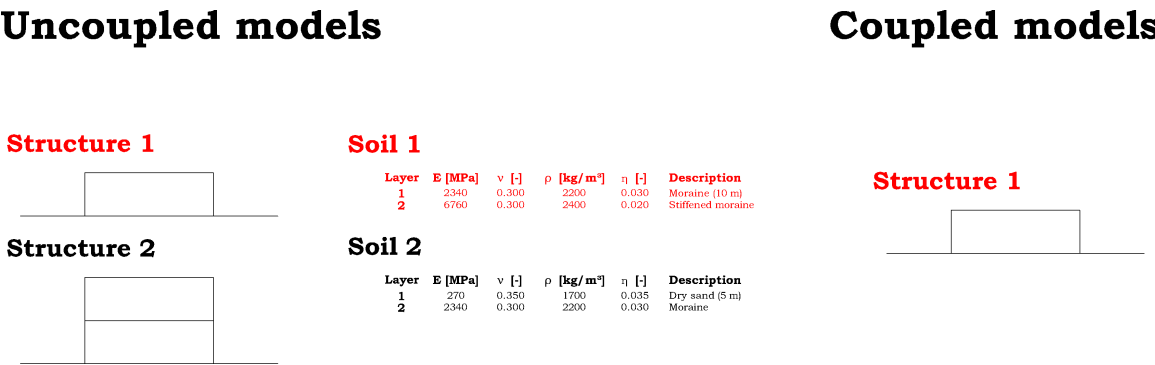 Uncoupled models
Coupled models
Structure 1
Soil 1
Layer E [MPa] ν [-] ρ [kg/m³] η [-] Description
1 2340 0.300 2200 0.030 Moraine (10 m)
2 6760 0.300 2400 0.020 Stiffened moraine
Structure 1
Structure 2
Soil 2
Layer E [MPa] ν [-] ρ [kg/m³] η [-] Description
1 270 0.350 1700 0.035 Dry sand (5 m)
2 2340 0.300 2200 0.030 Moraine